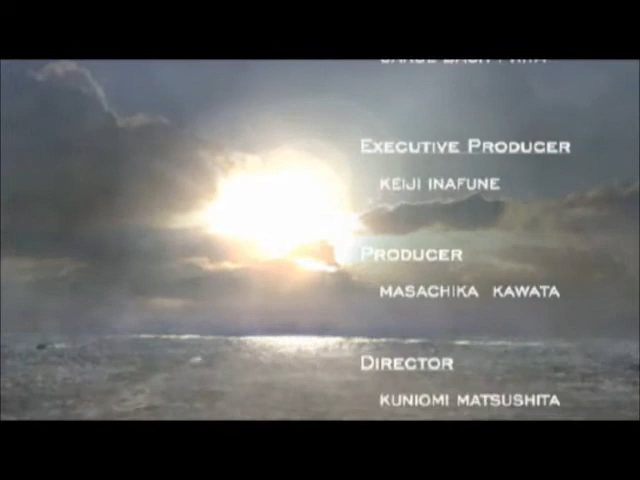 EXECUTIVE PRODUCER
KEIJI INAFUNE
PRODUCER
MASACHIKA KAWATA
DIRECTOR
KUNIOMI MATSUSHITA